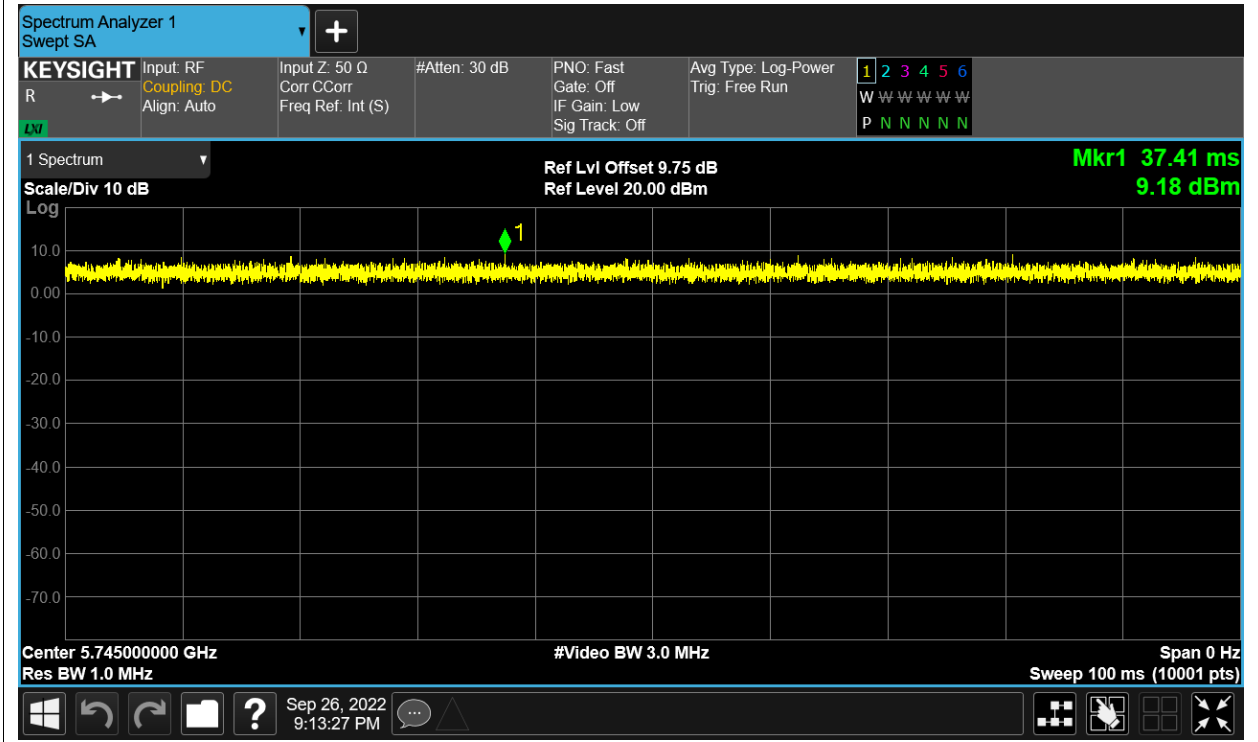 Spectrum Analyzer 1
Swept SA
KEYSIGHT
R
LXI
Input: RF
Coupling: DC
Align: Auto
Input Z: 50 Ω
Corr CCorr
Freq Ref: Int (S)
#Atten: 30 dB
PNO: Fast
Gate: Off
IF Gain: Low
Sig Track: Off
Avg Type: Log-Power
Trig: Free Run
1 2 3 4 5 6
W W W W W W
P N N N N N
1 Spectrum
Scale/Div 10 dB
Log
Ref Lvl Offset 9.75 dB
Ref Level 20.00 dBm
Mkr1 37.41 ms
9.18 dBm
1
10.0
0.00
-10.0
-20.0
-30.0
-40.0
-50.0
-60.0
-70.0
Center 5.745000000 GHz
Res BW 1.0 MHz
#Video BW 3.0 MHz
Span 0 Hz
Sweep 100 ms (10001 pts)
?
Sep 26, 2022
9:13:27 PM